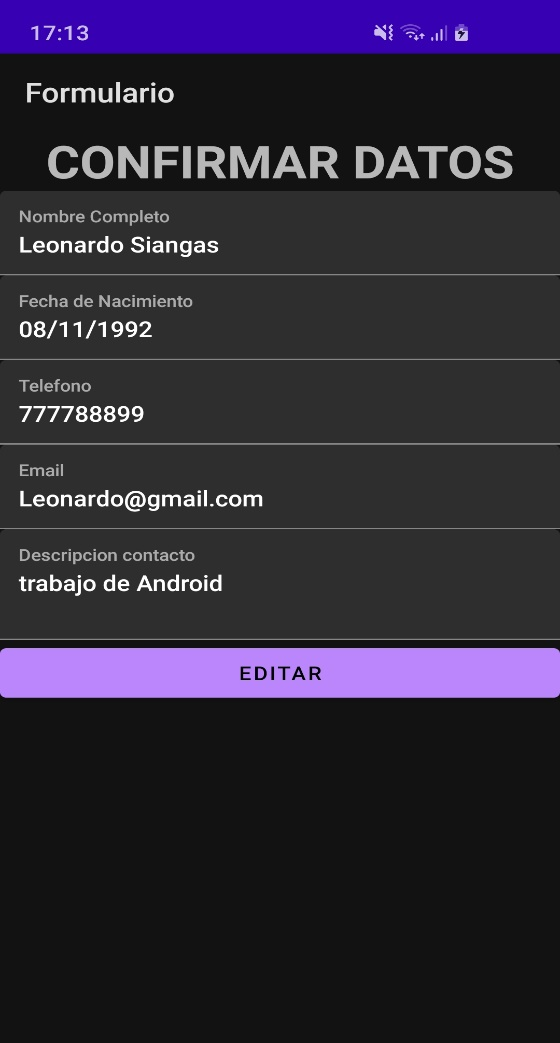 17:13
Formulario
CONFIRMAR DATOS
Nombre Completo
Leonardo Siangas
Fecha de Nacimiento
08/11/1992
Telefono
777788899
Email
Leonardo@gmail.com
Descripcion contacto
trabajo de Android
EDITAR